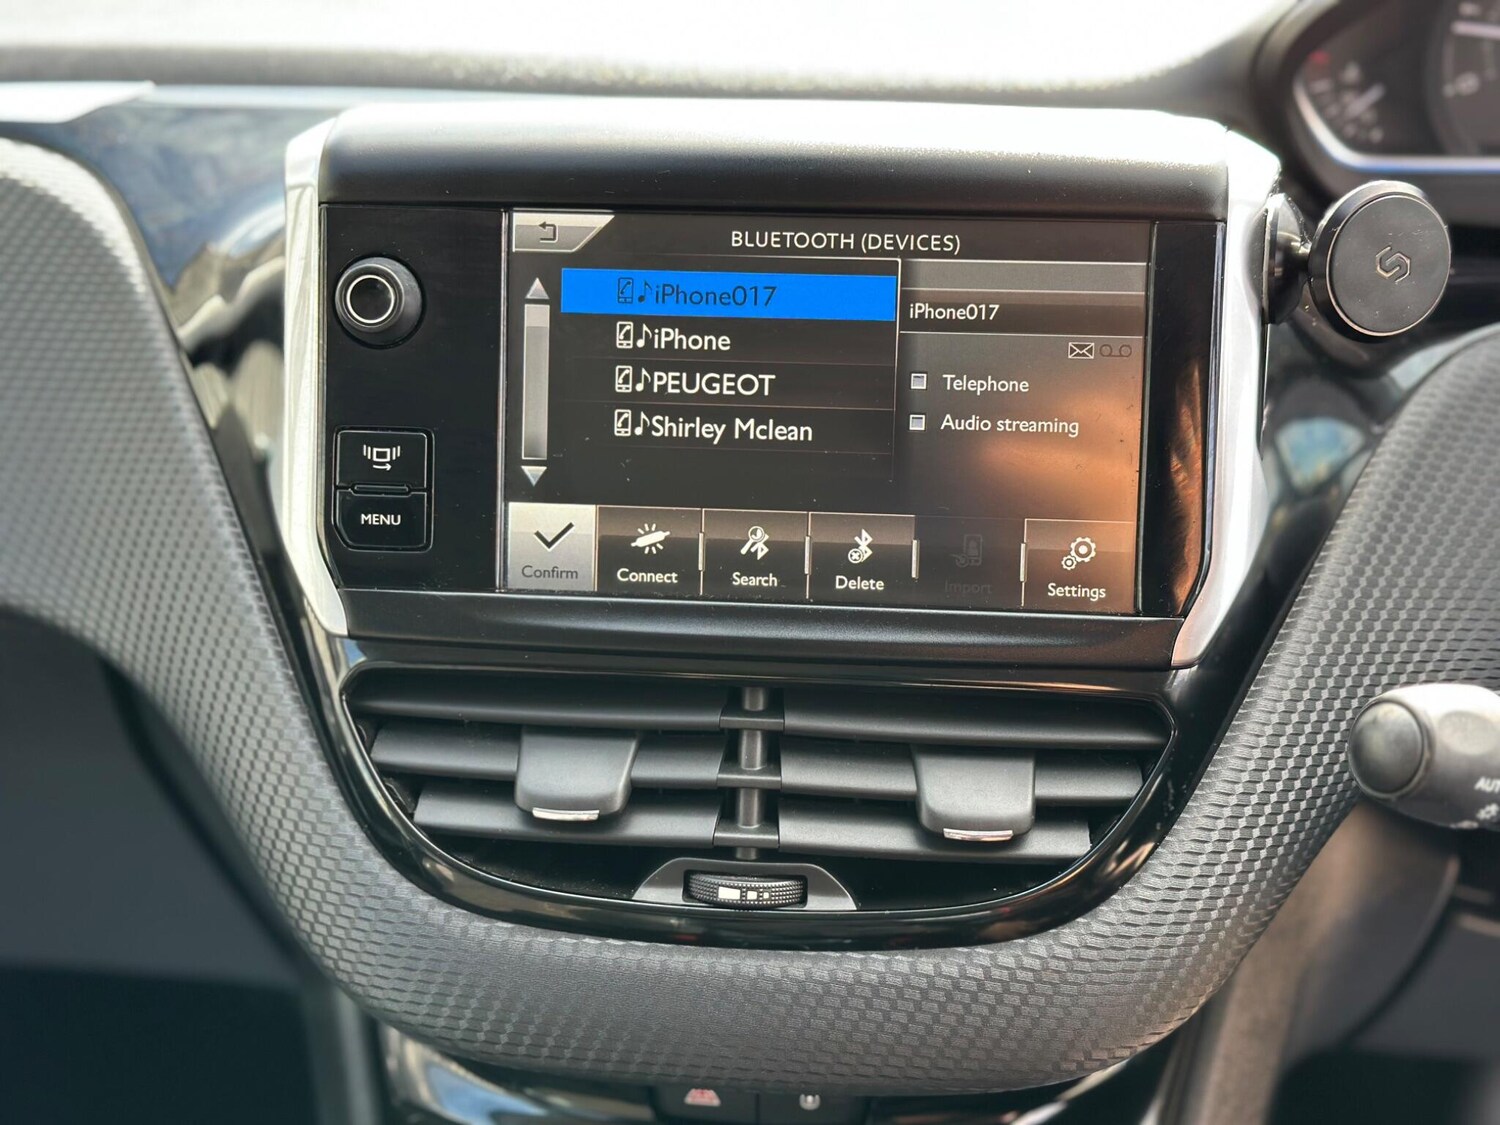 BLUETOOTH (DEVICES)
iPhone017
iPhone
PEUGEOT
Shirley Mclean
iPhone017
Telephone
Audio streaming
MENU
Confirm
Connect
Search
Delete
Import
Settings